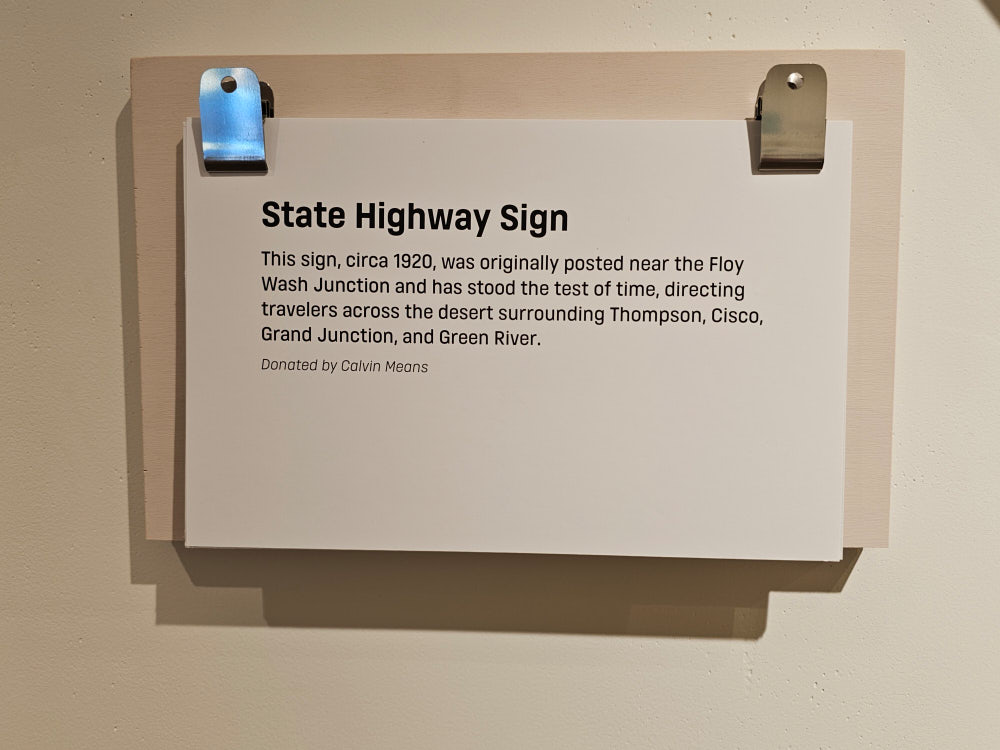 State Highway Sign
This sign, circa 1920, was originally posted near the Floy
Wash Junction and has stood the test of time, directing
travelers across the desert surrounding Thompson, Cisco,
Grand Junction, and Green River.
Donated by Calvin Means